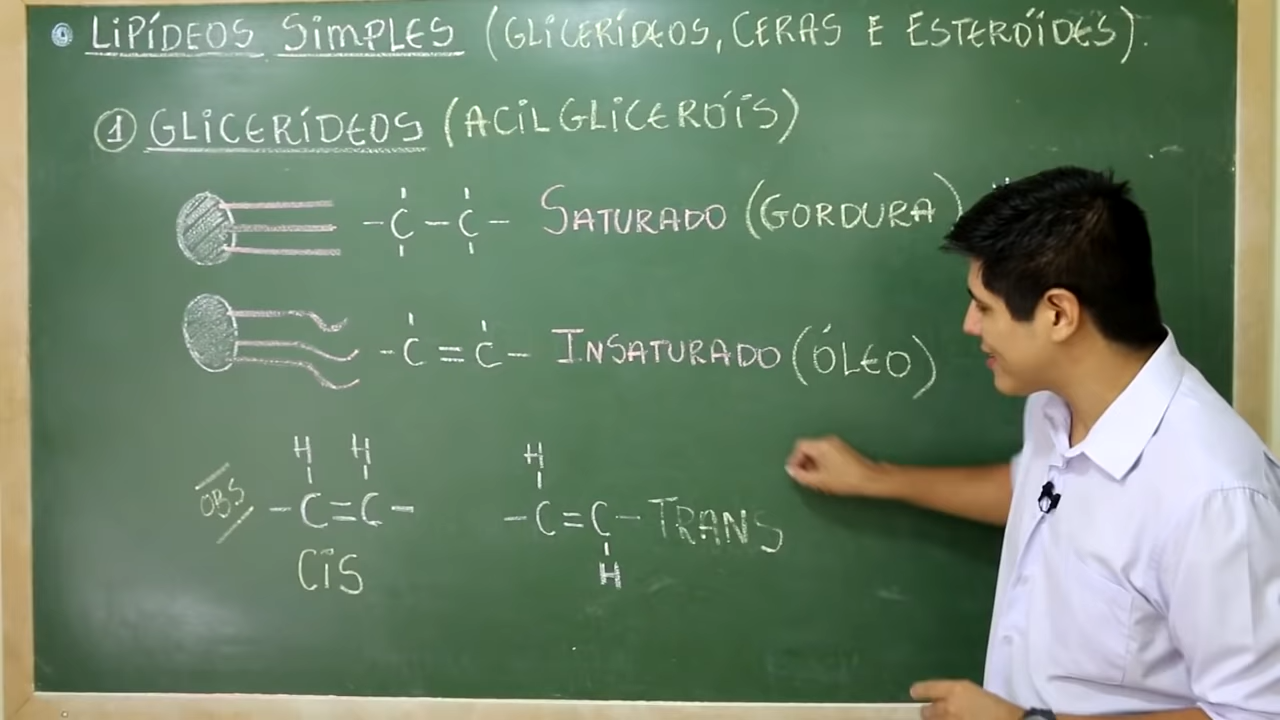 LIPÍDEOS SIMPLES (GLICERÍDEOS, CERAS E ESTERÓIDES).
1 GLICERÍDEOS (ACILGLICERÓIS)
-C-C- SATURADO (GORDURA)
-C=C- INSATURADO (ÓLEO)
H H H
OBS -C=C- -C=C- TRANS
CIS H